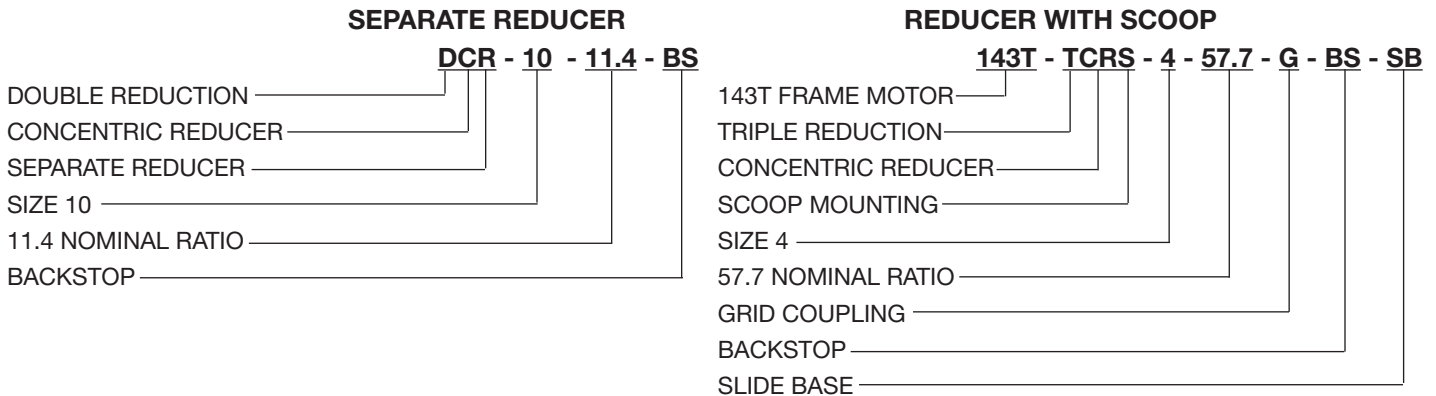 SEPARATE REDUCER
DCR - 10 - 11.4 - BS
DOUBLE REDUCTION
CONCENTRIC REDUCER
SEPARATE REDUCER
SIZE 10
11.4 NOMINAL RATIO
BACKSTOP
REDUCER WITH SCOOP
143T - TCRS - 4 - 57.7 - G - BS - SB
143T FRAME MOTOR
TRIPLE REDUCTION
CONCENTRIC REDUCER
SCOOP MOUNTING
SIZE 4
57.7 NOMINAL RATIO
GRID COUPLING
BACKSTOP
SLIDE BASE